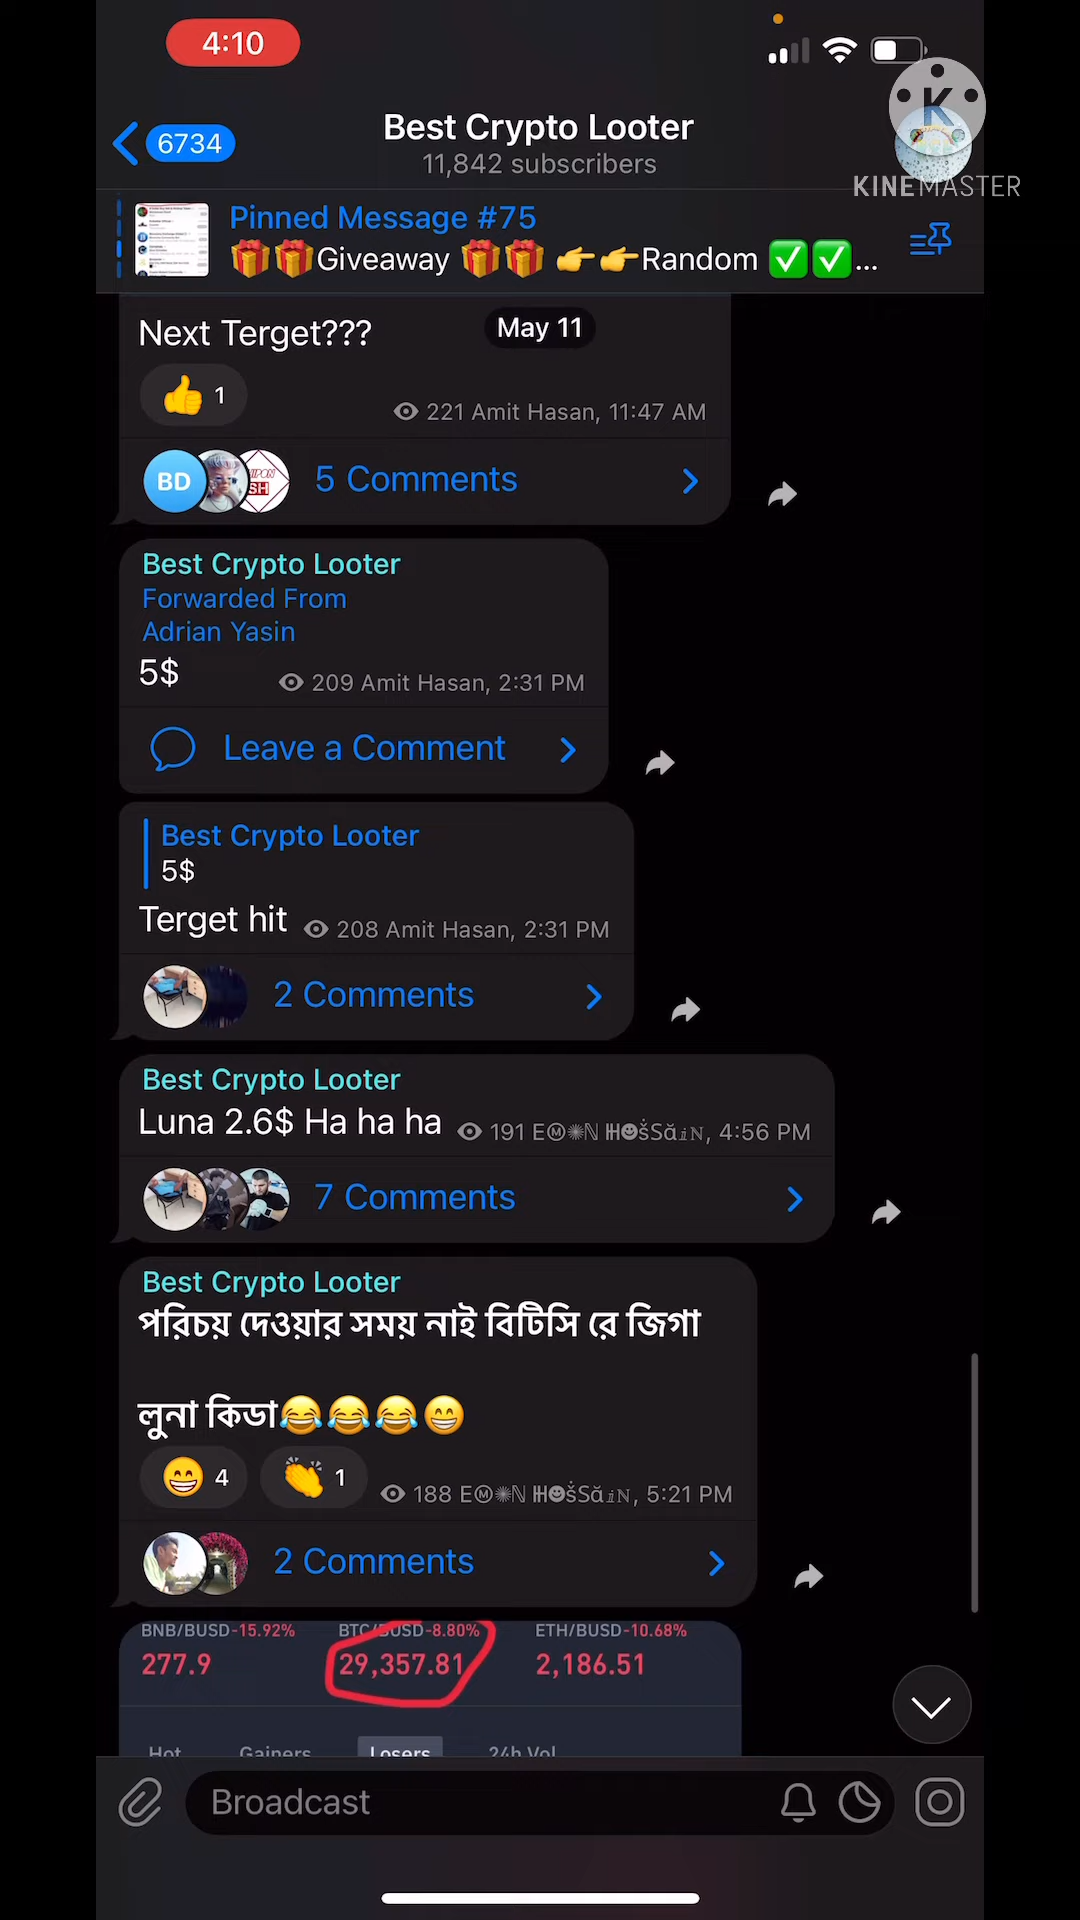 4:10
6734
Best Crypto Looter
11,842 subscribers
K
KINEMASTER
Pinned Message #75
🎁🎁Giveaway 🎁🎁 👉👉Random ✅✅...
Next Terget???
May 11
👍 1
221 Amit Hasan, 11:47 AM
BD
SH
5 Comments
Best Crypto Looter
Forwarded From
Adrian Yasin
5$
209 Amit Hasan, 2:31 PM
Leave a Comment
Best Crypto Looter
5$
Terget hit
208 Amit Hasan, 2:31 PM
2 Comments
Best Crypto Looter
Luna 2.6$ Ha ha ha
191 EⓂ✺ℕ ĦΘšSăiN, 4:56 PM
7 Comments
Best Crypto Looter
পরিচয় দেওয়ার সময় নাই বিটিসি রে জিগা
লুনা কিডা😂😂😂😁
😁 4 👏 1
188 EⓂ✺ℕ ĦΘšSăiN, 5:21 PM
2 Comments
BNB/BUSD-15.92% BTC/BUSD-8.80% ETH/BUSD-10.68%
277.9 29,357.81 2,186.51
Hot Gainers Losers 24h Vol
Broadcast